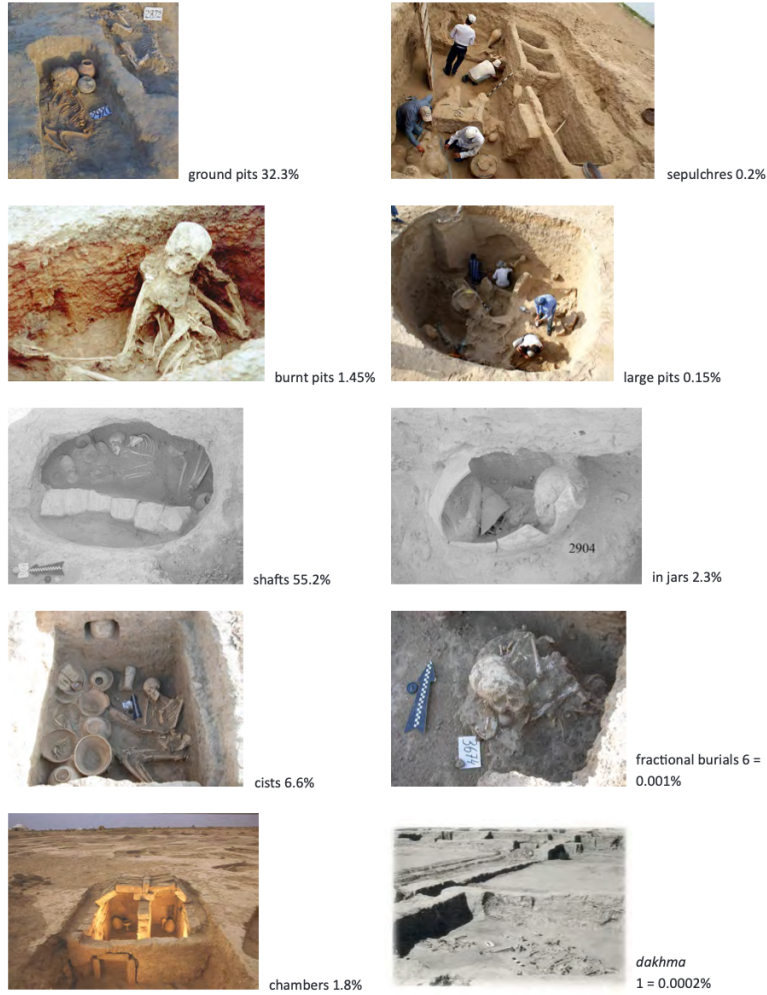 2872
ground pits 32.3%
sepulchres 0.2%
burnt pits 1.45%
large pits 0.15%
shafts 55.2%
2904
in jars 2.3%
cists 6.6%
3674
fractional burials 6 =
0.001%
chambers 1.8%
dakhma
1 = 0.0002%